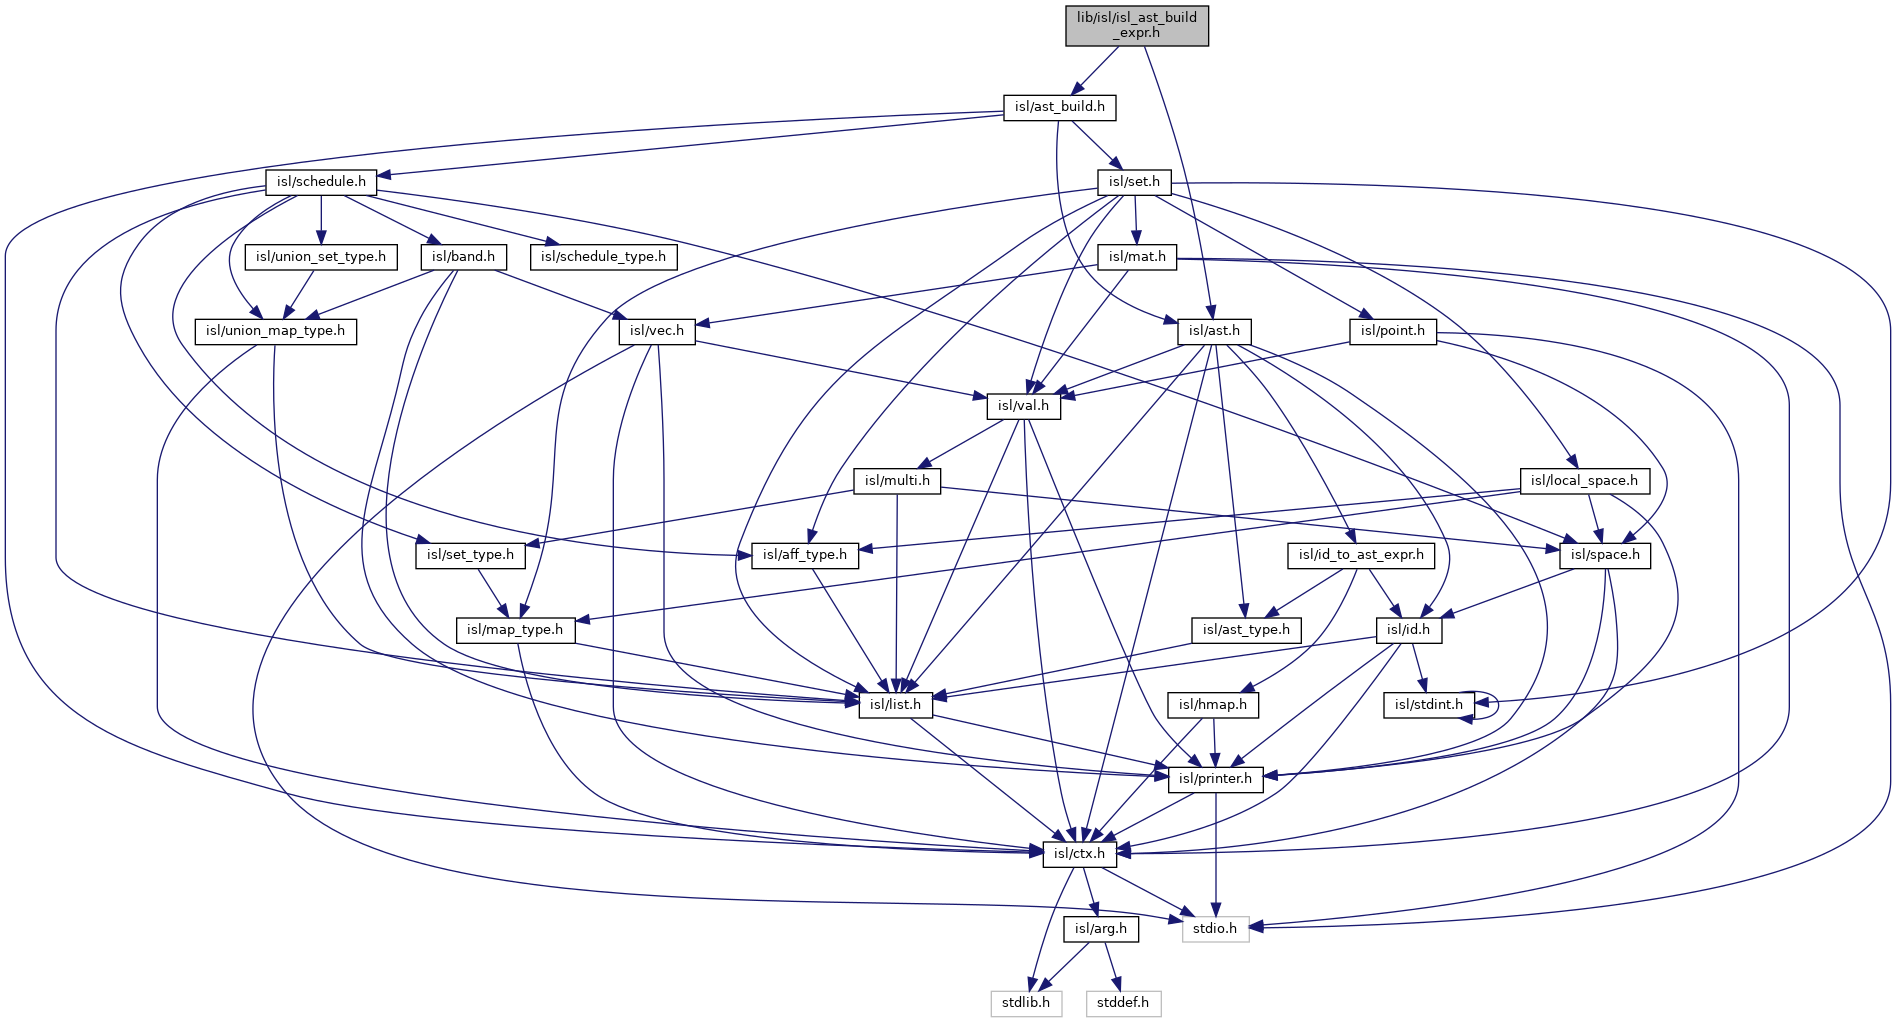 lib/isl/isl_ast_build
_expr.h
isl/ast_build.h
isl/schedule.h
isl/set.h
isl/union_set_type.h
isl/band.h
isl/schedule_type.h
isl/mat.h
isl/union_map_type.h
isl/vec.h
isl/ast.h
isl/point.h
isl/val.h
isl/multi.h
isl/local_space.h
isl/set_type.h
isl/aff_type.h
isl/id_to_ast_expr.h
isl/space.h
isl/map_type.h
isl/ast_type.h
isl/id.h
isl/list.h
isl/hmap.h
isl/stdint.h
isl/printer.h
isl/ctx.h
isl/arg.h
stdio.h
stdlib.h
stddef.h